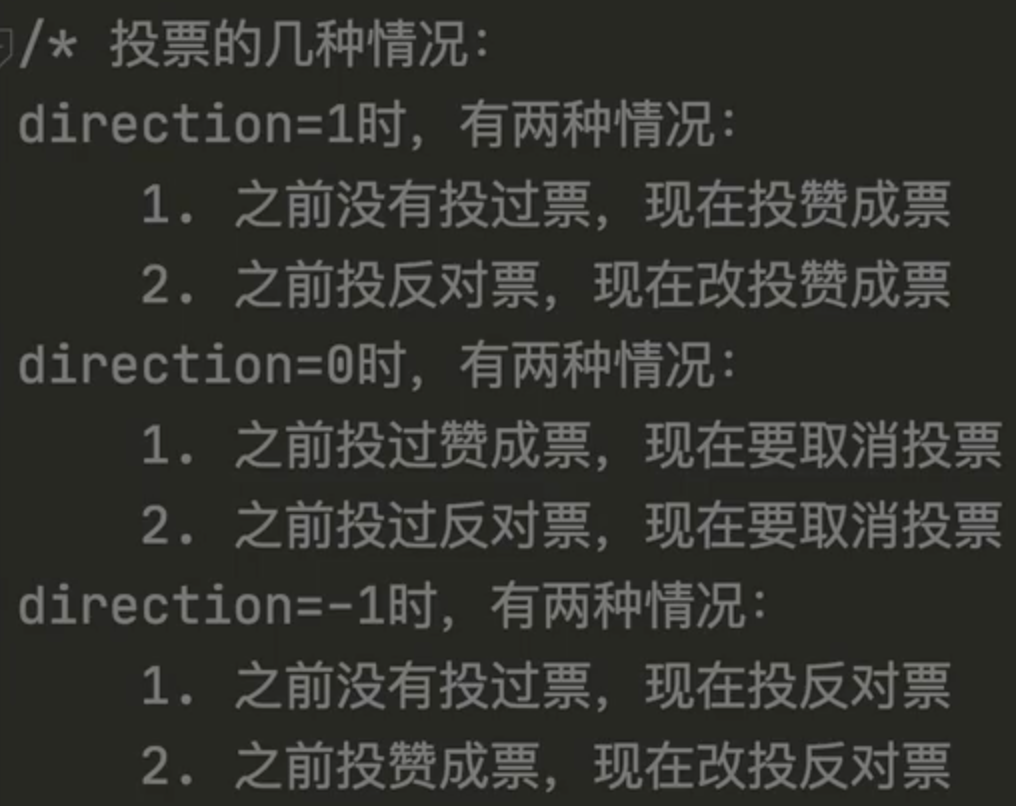 /* 投票的几种情况:
direction=1时, 有两种情况:
1. 之前没有投过票, 现在投赞成票
2. 之前投反对票, 现在改投赞成票
direction=0时, 有两种情况:
1. 之前投过赞成票, 现在要取消投票
2. 之前投过反对票, 现在要取消投票
direction=-1时, 有两种情况:
1. 之前没有投过票, 现在投反对票
2. 之前投赞成票, 现在改投反对票